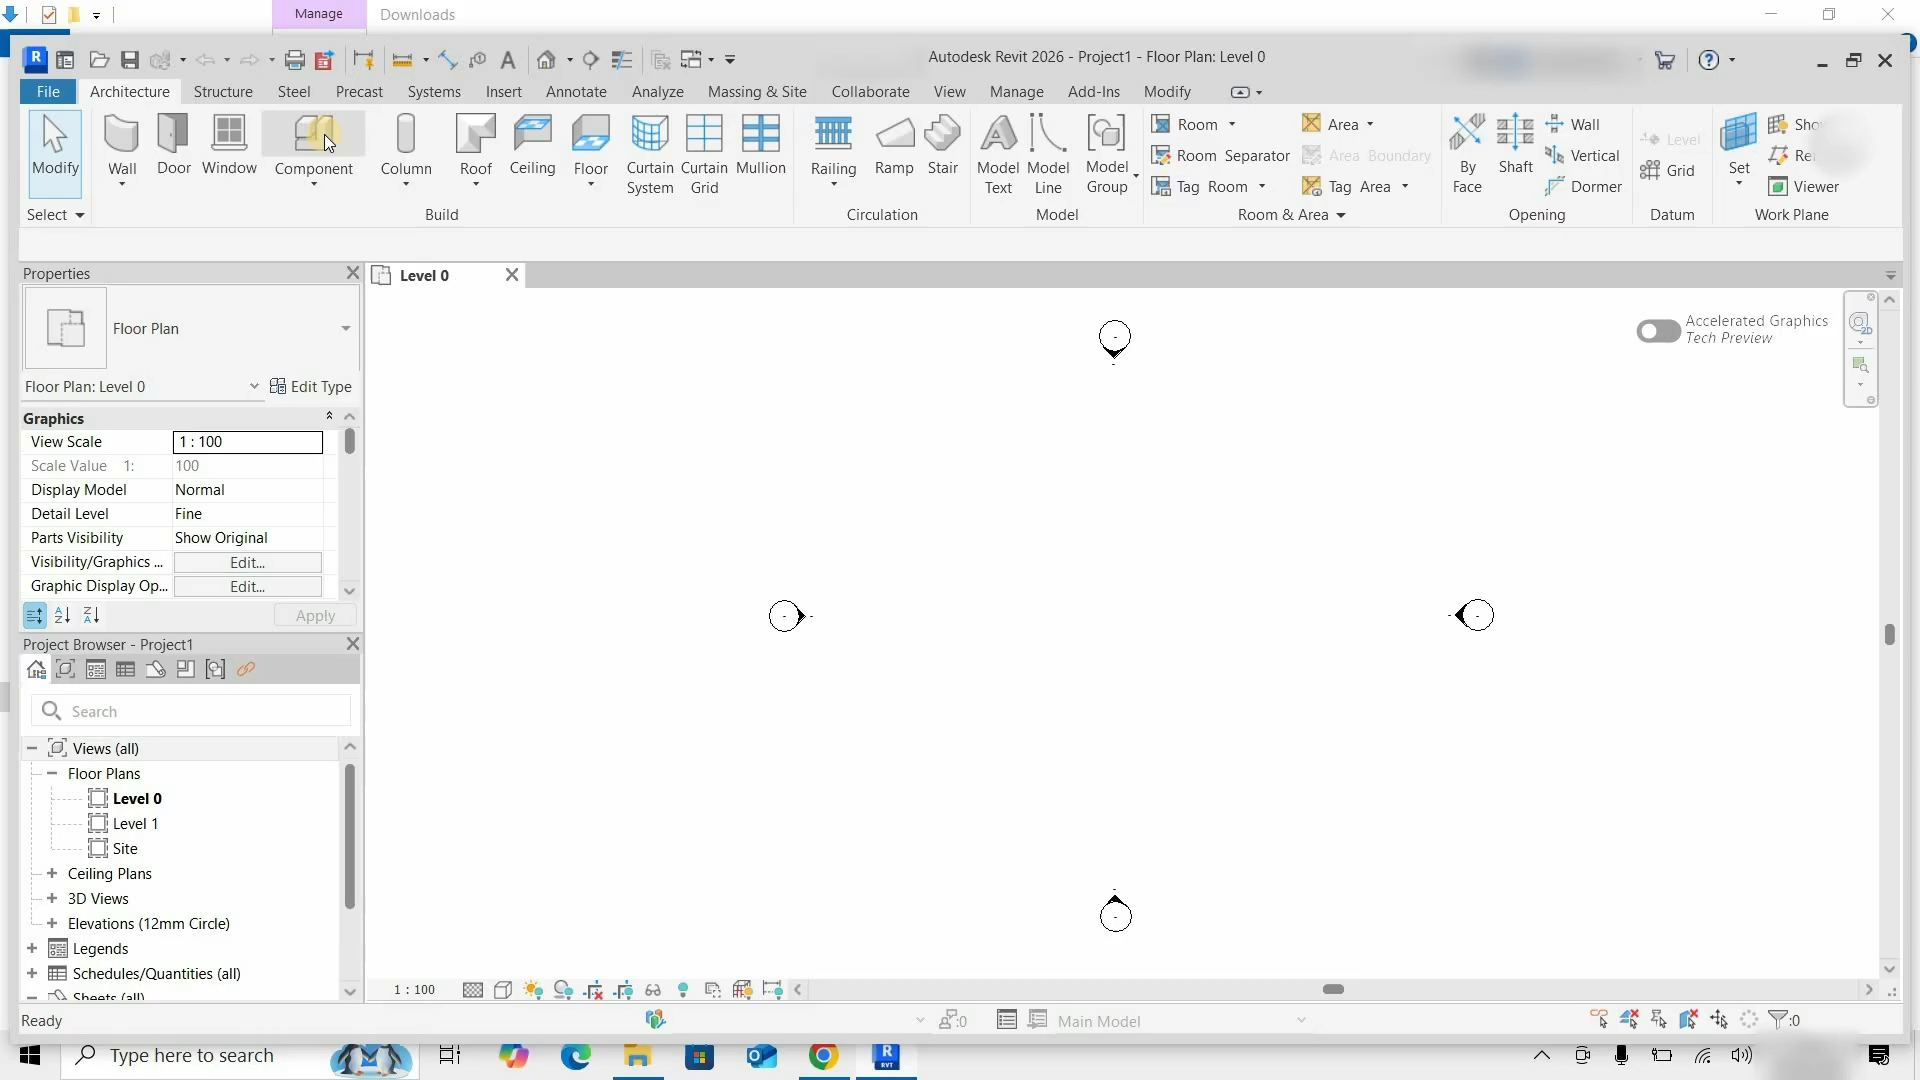 Manage Downloads
Autodesk Revit 2026 - Project1 - Floor Plan: Level 0
File Architecture Structure Steel Precast Systems Insert Annotate Analyze Massing & Site Collaborate View Manage Add-Ins Modify
Modify
Wall
Door
Window
Component
Column
Roof
Ceiling
Floor
Curtain
System
Curtain
Grid
Mullion
Railing
Ramp
Stair
Model
Text
Model
Line
Model
Group
Room
Room Separator
Tag Room
Area
Area Boundary
Tag Area
By
Face
Shaft
Wall
Vertical
Dormer
Level
Grid
Set
Viewer
Select
Build
Circulation
Model
Room & Area
Opening
Datum
Work Plane
Properties
Level 0
Floor Plan
Floor Plan: Level 0
Edit Type
Graphics
View Scale 1 : 100
Scale Value 1: 100
Display Model Normal
Detail Level Fine
Parts Visibility Show Original
Visibility/Graphics ... Edit...
Graphic Display Op... Edit...
Apply
Accelerated Graphics
Tech Preview
2D
Project Browser - Project1
Search
Views (all)
Floor Plans
Level 0
Level 1
Site
Ceiling Plans
3D Views
Elevations (12mm Circle)
Legends
Schedules/Quantities (all)
Sheets (all)
1 : 100
Ready
:0
Main Model
:0
Type here to search